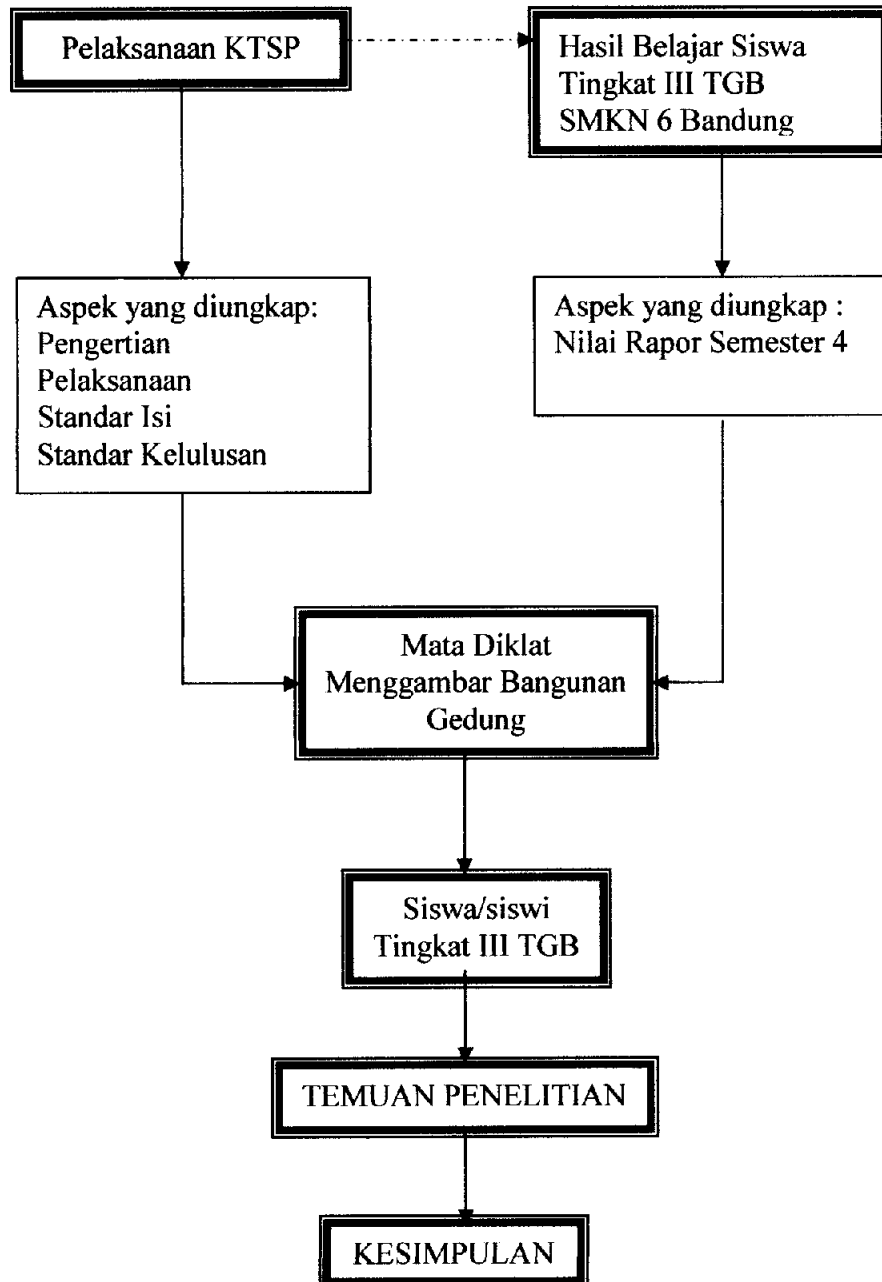 Pelaksanaan KTSP
Hasil Belajar Siswa
Tingkat III TGB
SMKN 6 Bandung
Aspek yang diungkap:
Pengertian
Pelaksanaan
Standar Isi
Standar Kelulusan
Aspek yang diungkap :
Nilai Rapor Semester 4
Mata Diklat
Menggambar Bangunan
Gedung
Siswa/siswi
Tingkat III TGB
TEMUAN PENELITIAN
KESIMPULAN